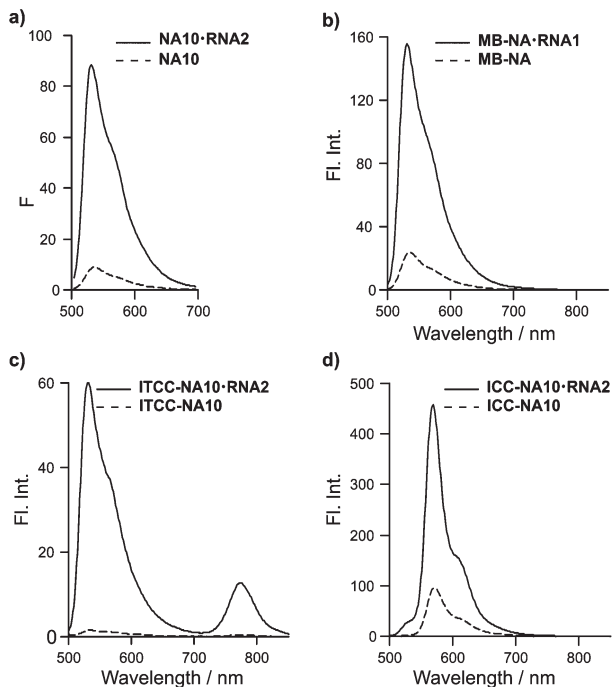 a)
NA10·RNA2
NA10
F
100
80
60
40
20
0
500
600
700
b)
MB-NA·RNA1
MB-NA
Fl. Int.
160
120
80
40
0
500
600
700
800
Wavelength / nm
c)
ITCC-NA10·RNA2
ITCC-NA10
Fl. Int.
60
40
20
0
500
600
700
800
Wavelength / nm
d)
ICC-NA10·RNA2
ICC-NA10
Fl. Int.
500
400
300
200
100
0
500
600
700
800
Wavelength / nm